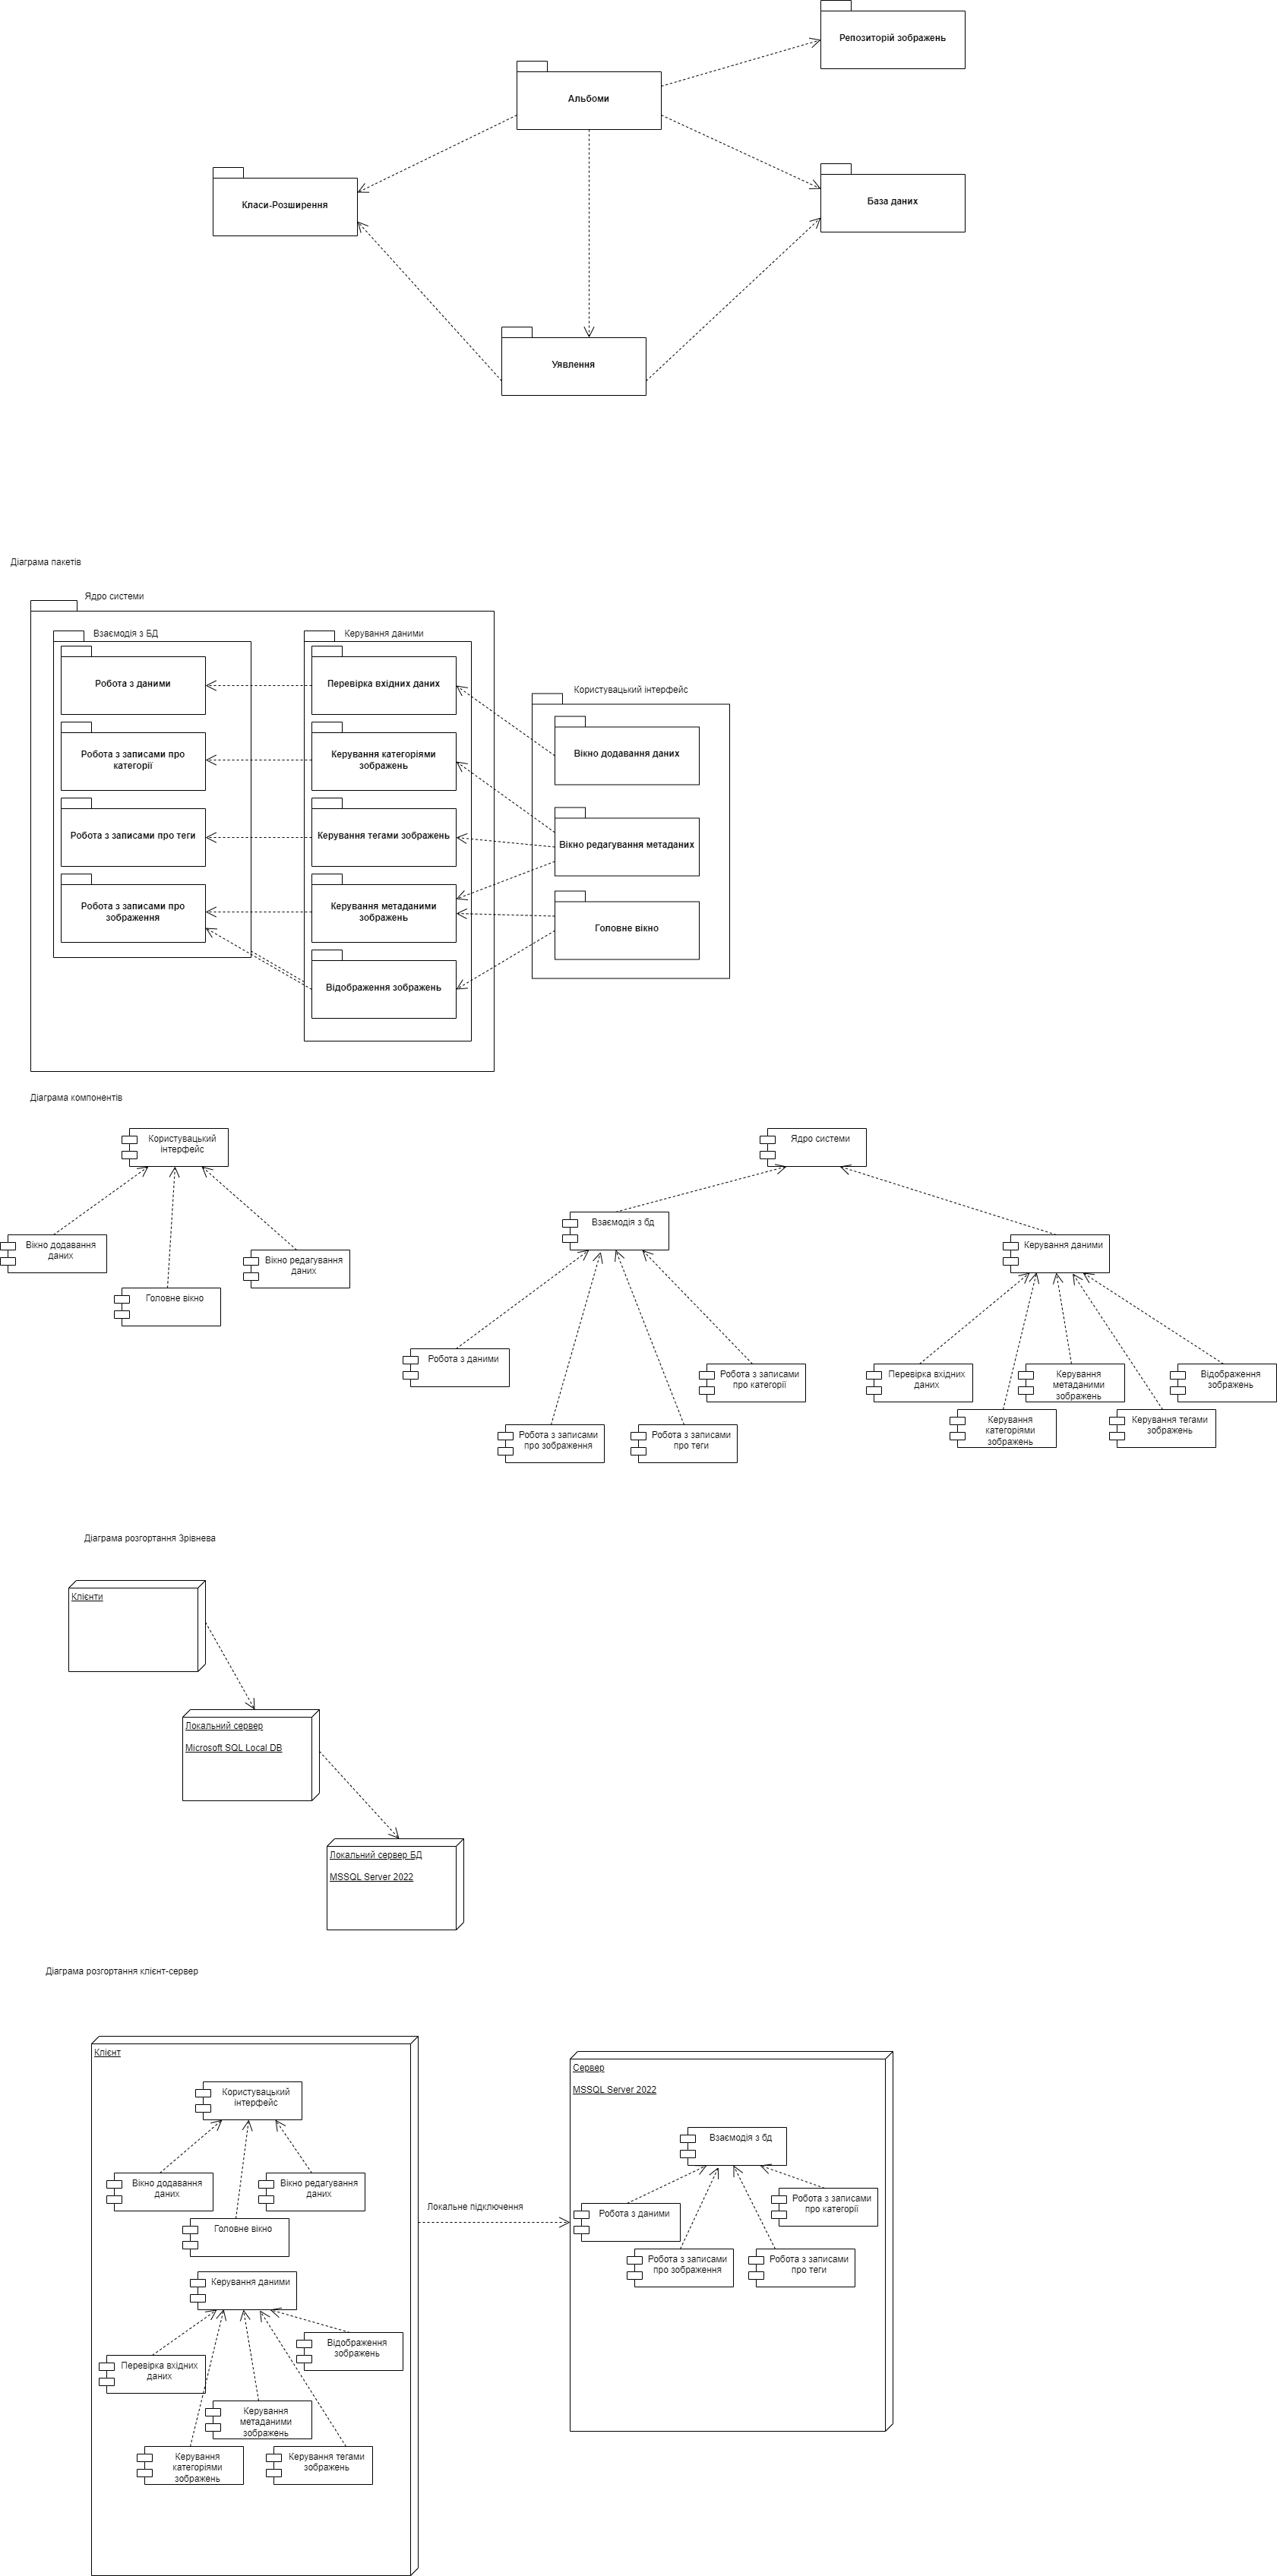 Репозиторій зображень
Альбоми
Класи-Розширення
База даних
Уявлення
Діаграма пакетів
Ядро системи
Взаємодія з БД
Керування даними
Робота з даними
Перевірка вхідних даних
Користувацький інтерфейс
Вікно додавання даних
Робота з записами про
категорії
Керування категоріями
зображень
Робота з записами про теги
Керування тегами зображень
Вікно редагування метаданих
Робота з записами про
зображення
Керування метаданими
зображень
Головне вікно
Відображення зображень
Діаграма компонентів
Користувацький
інтерфейс
Ядро системи
Взаємодія з бд
Вікно додавання
даних
Керування даними
Вікно редагування
даних
Головне вікно
Робота з даними
Робота з записами
про категорії
Перевірка вхідних
даних
Керування
метаданими
зображень
Відображення
зображень
Робота з записами
про зображення
Робота з записами
про теги
Керування
категоріями
зображень
Керування тегами
зображень
Діаграма розгортання 3рівнева
Клієнти
Локальний сервер
Microsoft SQL Local DB
Локальний сервер БД
MSSQL Server 2022
Діаграма розгортання клієнт-сервер
Клієнт
Користувацький
інтерфейс
Вікно додавання
даних
Вікно редагування
даних
Головне вікно
Керування даними
Відображення
зображень
Перевірка вхідних
даних
Керування
метаданими
зображень
Керування
категоріями
зображень
Керування тегами
зображень
Локальне підключення
Сервер
MSSQL Server 2022
Взаємодія з бд
Робота з записами
про категорії
Робота з даними
Робота з записами
про зображення
Робота з записами
про теги